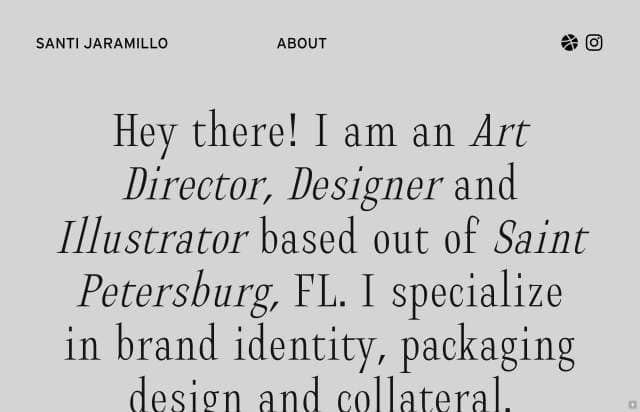 SANTI JARAMILLO
ABOUT
Hey there! I am an Art
Director, Designer and
Illustrator based out of Saint
Petersburg, FL. I specialize
in brand identity, packaging
design and collateral.